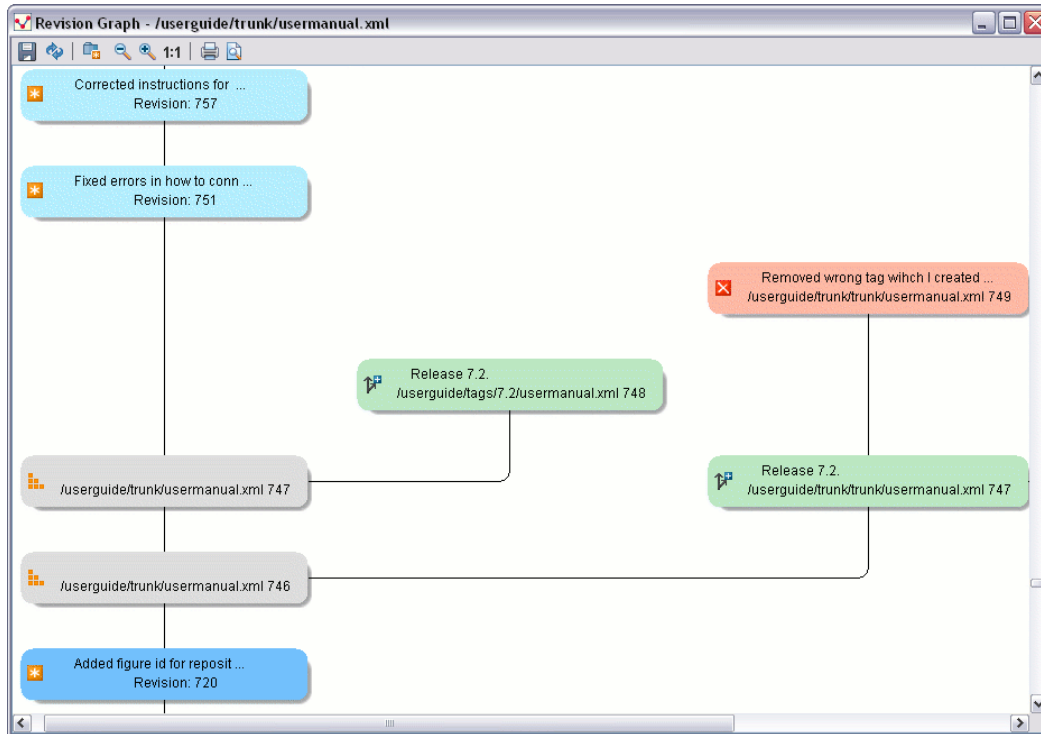 Revision Graph - /userguide/trunk/usermanual.xml
1:1
Corrected instructions for ...
Revision: 757
Fixed errors in how to conn ...
Revision: 751
Removed wrong tag wihch I created ...
/userguide/trunk/trunk/usermanual.xml 749
Release 7.2.
/userguide/tags/7.2/usermanual.xml 748
/userguide/trunk/usermanual.xml 747
Release 7.2.
/userguide/trunk/trunk/usermanual.xml 747
/userguide/trunk/usermanual.xml 746
Added figure id for reposit ...
Revision: 720